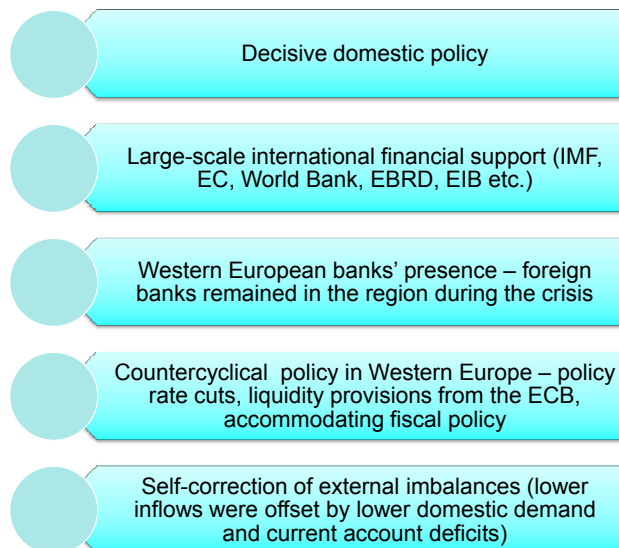 Decisive domestic policy
Large-scale international financial support (IMF,
EC, World Bank, EBRD, EIB etc.)
Western European banks’ presence – foreign
banks remained in the region during the crisis
Countercyclical  policy in Western Europe – policy
rate cuts, liquidity provisions from the ECB,
accommodating fiscal policy
Self-correction of external imbalances (lower
inflows were offset by lower domestic demand
and current account deficits)